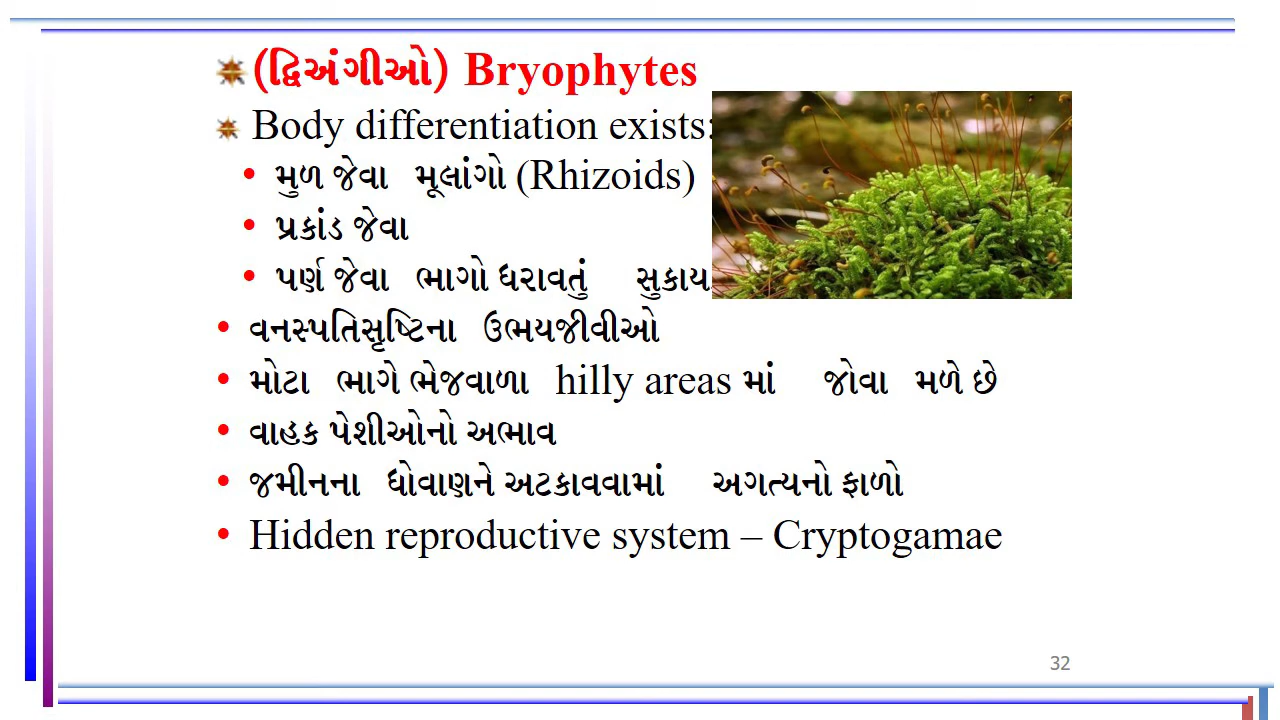 (દ્વિઅંગીઓ) Bryophytes
Body differentiation exists:
• મુળ જેવા મૂલાંગો (Rhizoids)
• પ્રકાંડ જેવા
• પર્ણ જેવા ભાગો ધરાવતું સુકાય
• વનસ્પતિસૃષ્ટિના ઉભયજીવીઓ
• મોટા ભાગે ભેજવાળા hilly areas માં જોવા મળે છે
• વાહક પેશીઓનો અભાવ
• જમીનના ધોવાણને અટકાવવામાં અગત્યનો ફાળો
• Hidden reproductive system – Cryptogamae
32